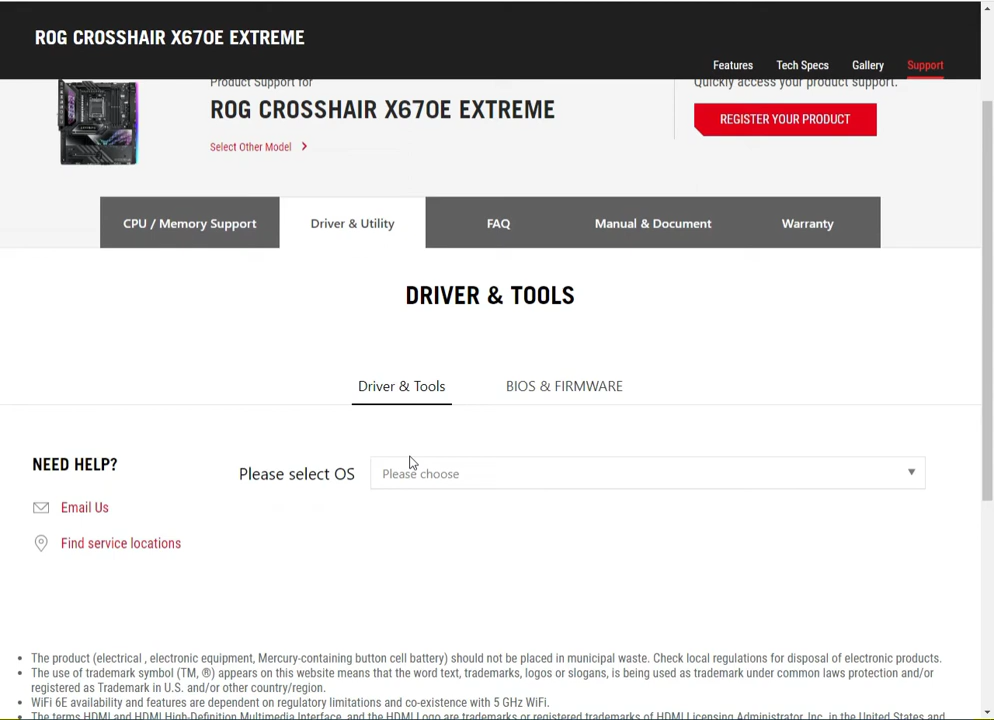 ROG CROSSHAIR X670E EXTREME
Features Tech Specs Gallery Support
Product Support for
Quickly access your product support.
ROG CROSSHAIR X670E EXTREME
REGISTER YOUR PRODUCT
Select Other Model
CPU / Memory Support Driver & Utility FAQ Manual & Document Warranty
DRIVER & TOOLS
Driver & Tools BIOS & FIRMWARE
NEED HELP?
Please select OS Please choose
Email Us
Find service locations
The product (electrical , electronic equipment, Mercury-containing button cell battery) should not be placed in municipal waste. Check local regulations for disposal of electronic products.
The use of trademark symbol (TM, ®) appears on this website means that the word text, trademarks, logos or slogans, is being used as trademark under common laws protection and/or
registered as Trademark in U.S. and/or other country/region.
WiFi 6E availability and features are dependent on regulatory limitations and co-existence with 5 GHz WiFi.
The terms HDMI and HDMI High-Definition Multimedia Interface, and the HDMI Logo are trademarks or registered trademarks of HDMI Licensing Administrator, Inc. in the United States and